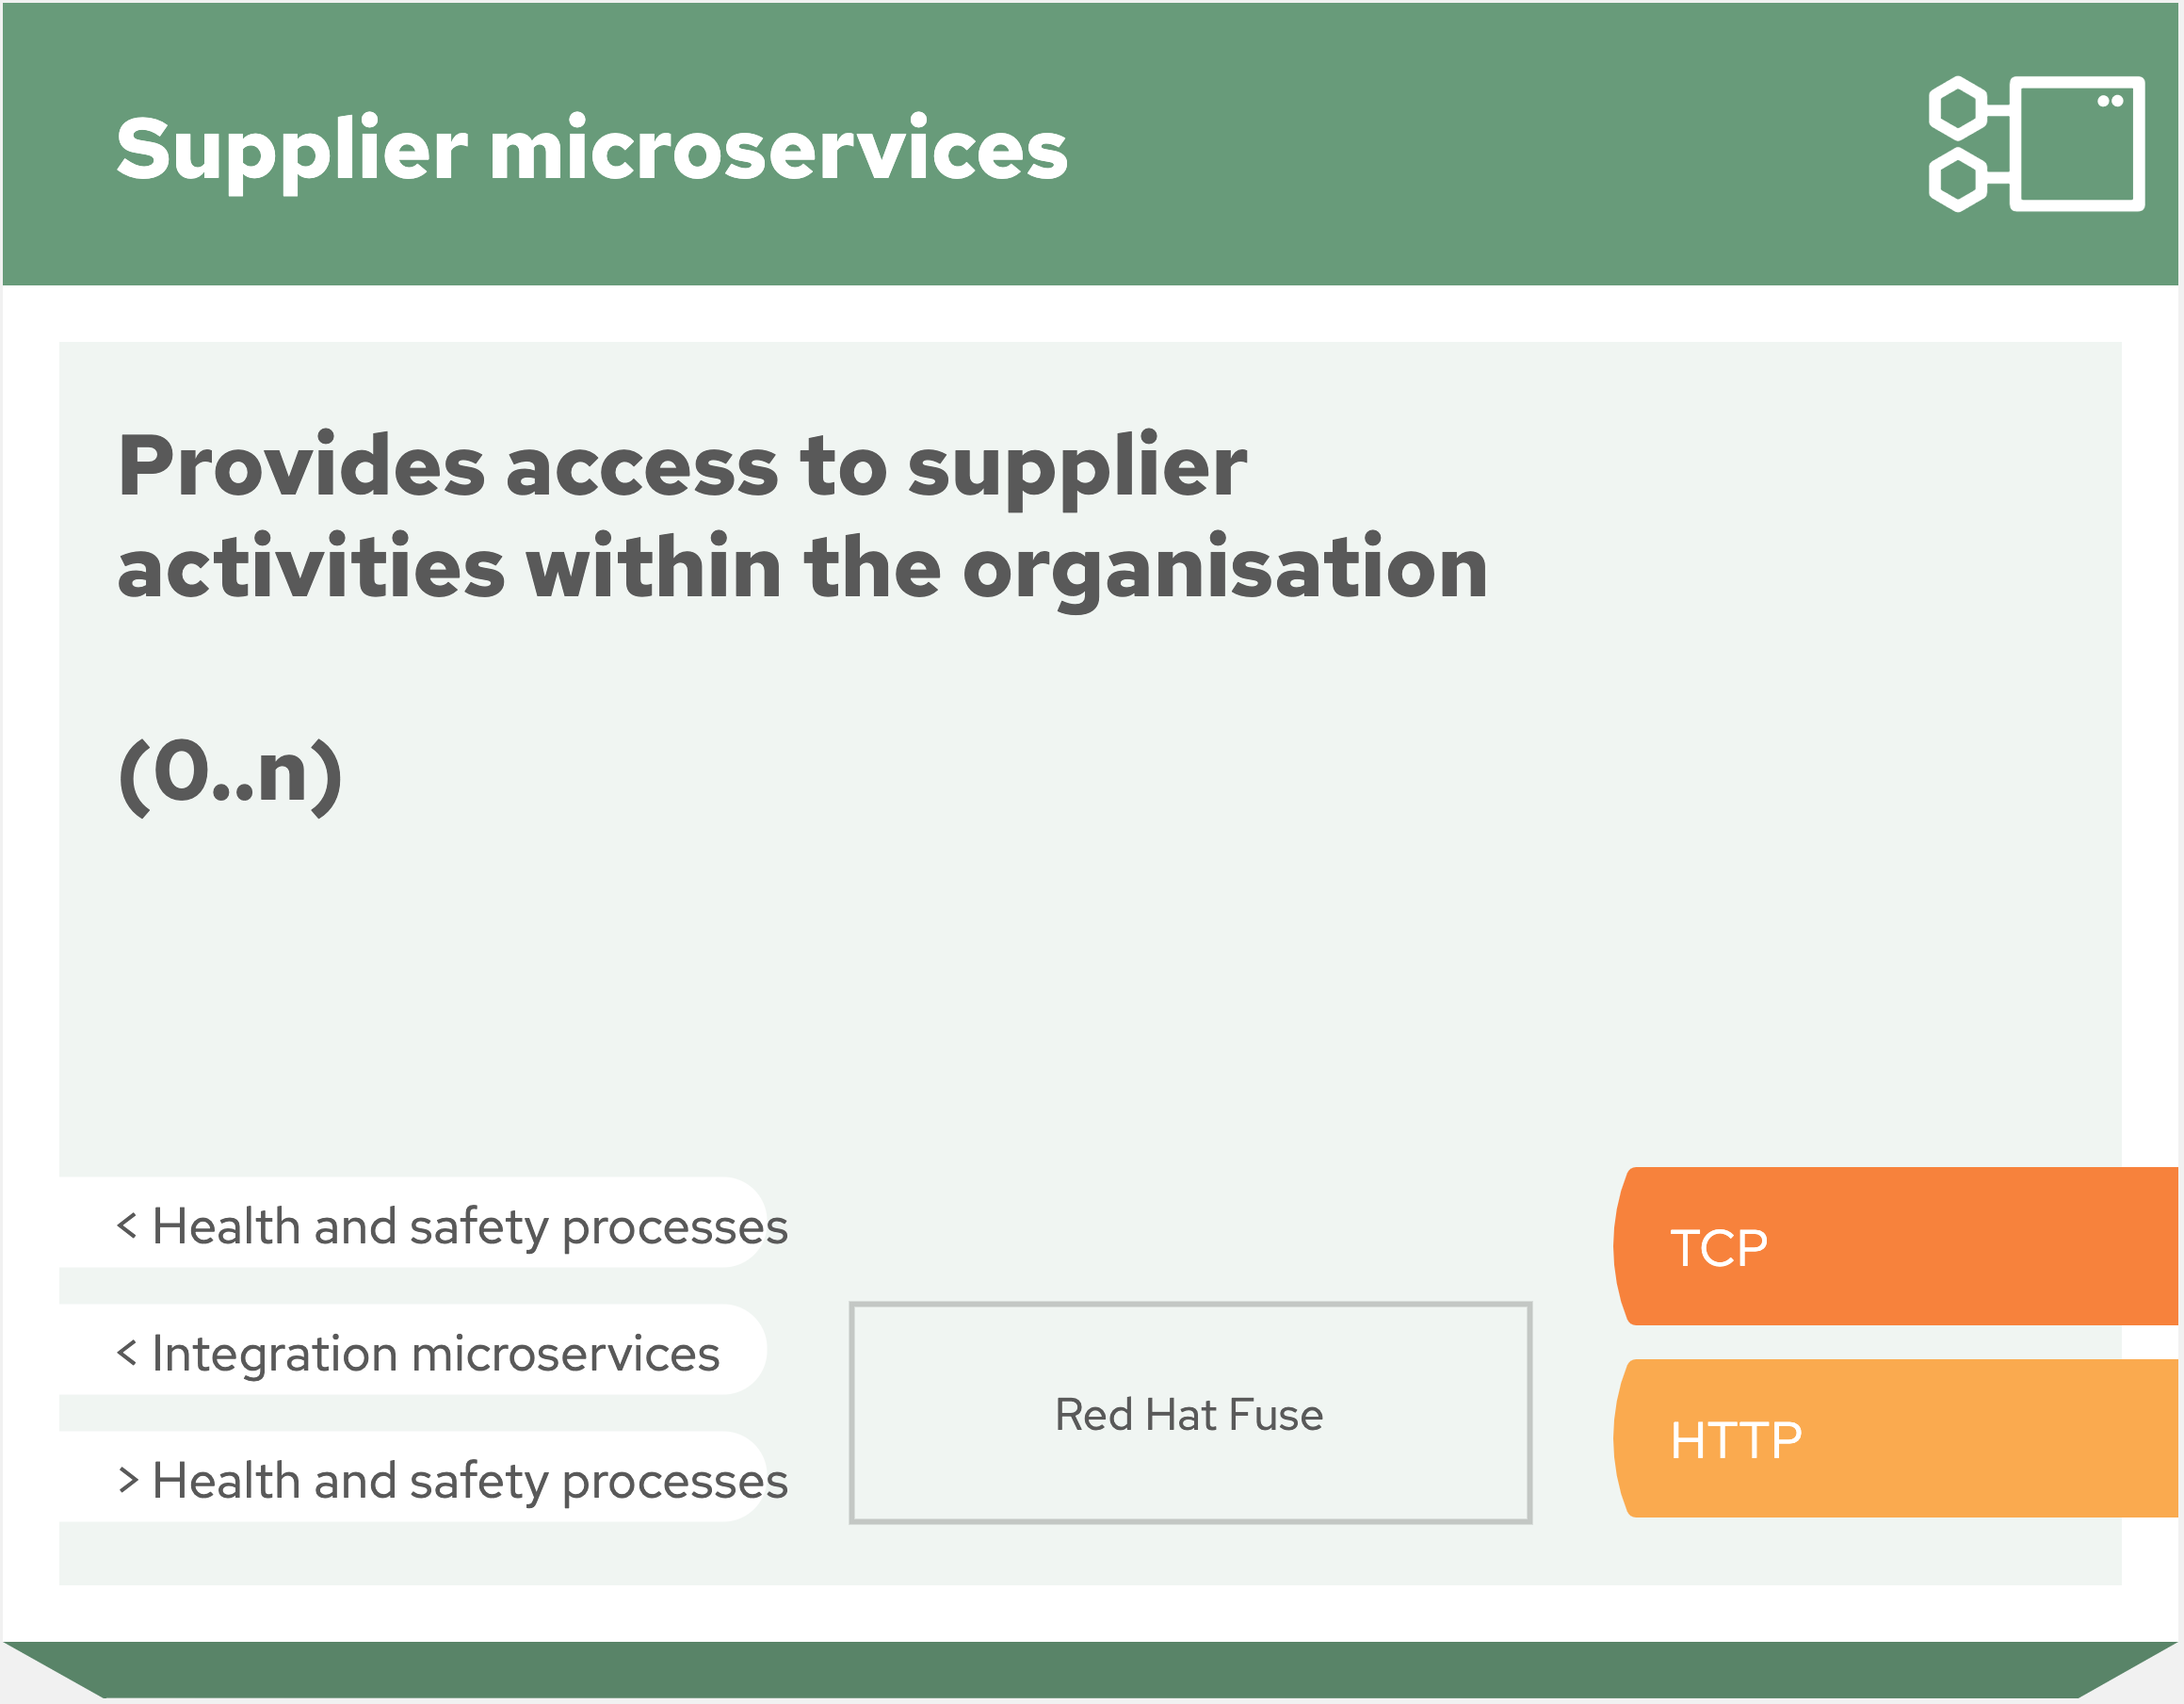 Supplier microservices
Provides access to supplier
activities within the organisation
(0..n)
< Health and safety processes
< Integration microservices
> Health and safety processes
Red Hat Fuse
TCP
HTTP